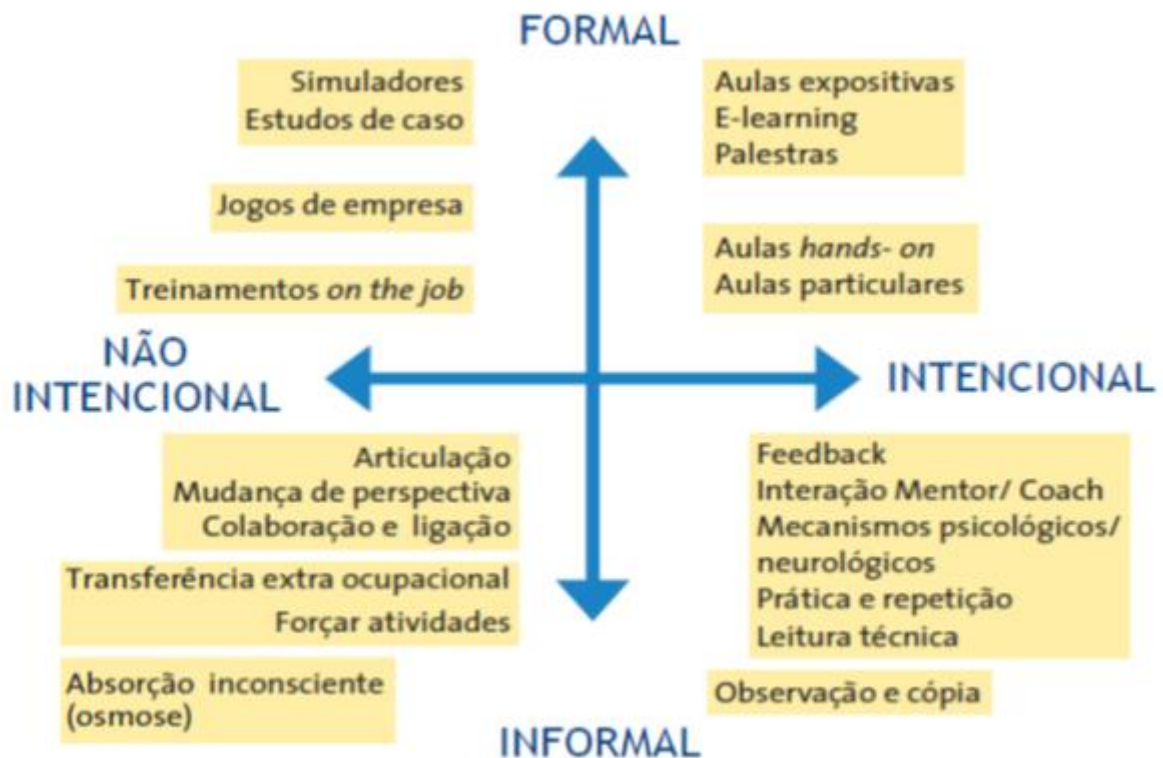 FORMAL
Simuladores
Estudos de caso
Jogos de empresa
Treinamentos on the job
Aulas expositivas
E-learning
Palestras
Aulas hands- on
Aulas particulares
NÃO
INTENCIONAL
INTENCIONAL
Articulação
Mudança de perspectiva
Colaboração e ligação
Transferência extra ocupacional
Forçar atividades
Absorção inconsciente
(osmose)
Feedback
Interação Mentor/ Coach
Mecanismos psicológicos/
neurológicos
Prática e repetição
Leitura técnica
Observação e cópia
INFORMAL